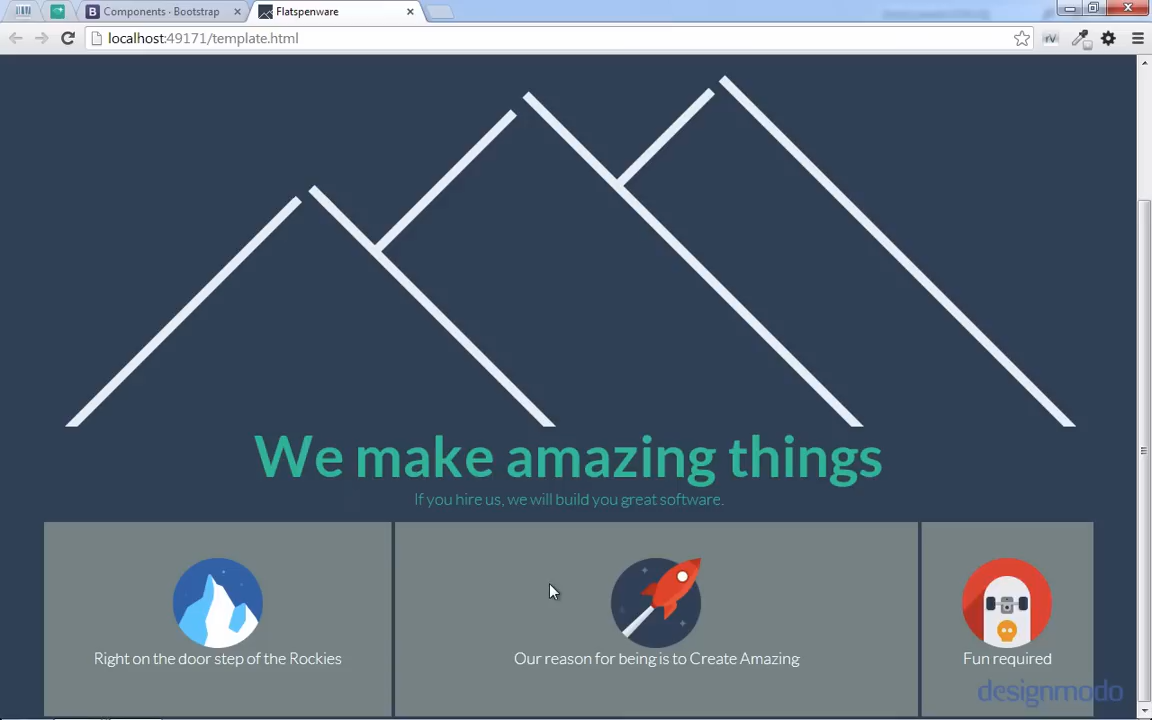 Components · Bootstrap
Flatspenware
localhost:49171/template.html
We make amazing things
If you hire us, we will build you great software.
Right on the door step of the Rockies
Our reason for being is to Create Amazing
Fun required
designmodo